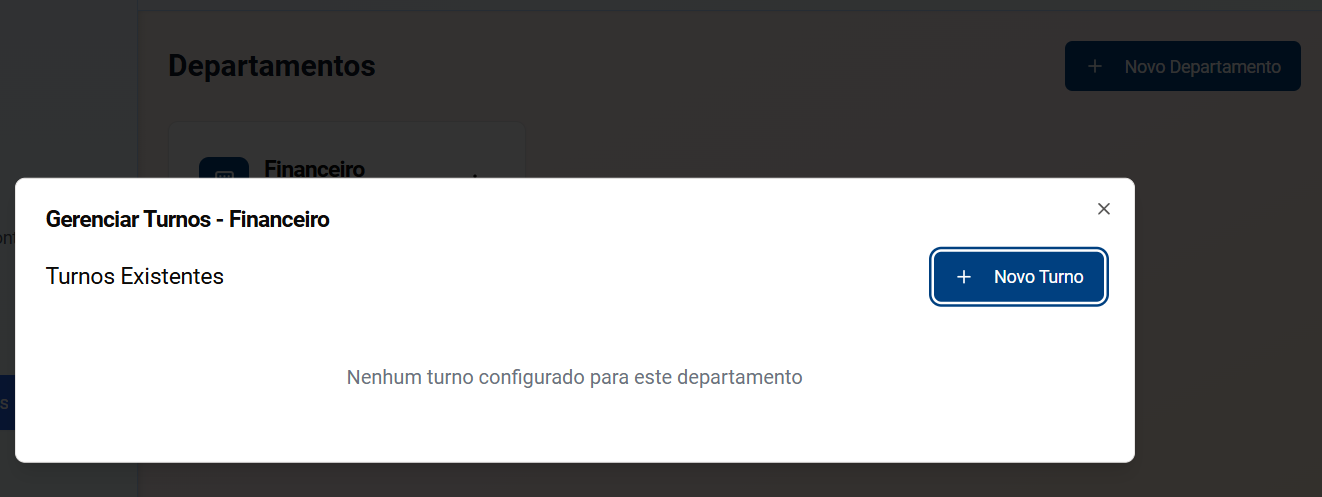 Departamentos
Novo Departamento
Financeiro
Gerenciar Turnos - Financeiro
Turnos Existentes
Novo Turno
Nenhum turno configurado para este departamento